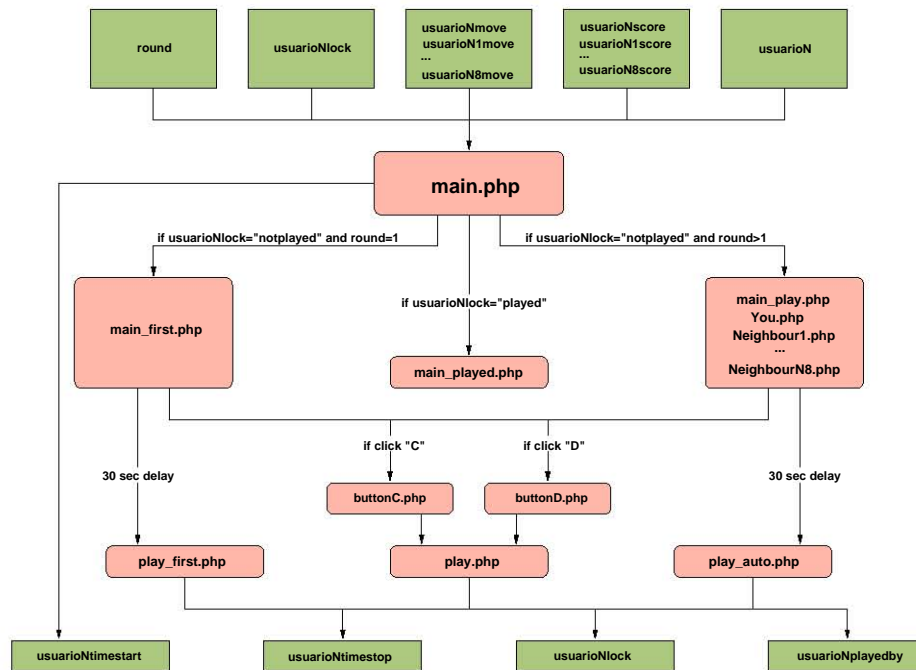 round
usuarioNlock
usuarioNmove
usuarioN1move
...
usuarioN8move
usuarioNscore
usuarioN1score
...
usuarioN8score
usuarioN
main.php
if usuarioNlock="notplayed" and round=1
if usuarioNlock="notplayed" and round>1
if usuarioNlock="played"
main_first.php
main_played.php
main_play.php
You.php
Neighbour1.php
...
NeighbourN8.php
if click "C"
if click "D"
30 sec delay
30 sec delay
buttonC.php
buttonD.php
play_first.php
play.php
play_auto.php
usuarioNtimestart
usuarioNtimestop
usuarioNlock
usuarioNplayedby